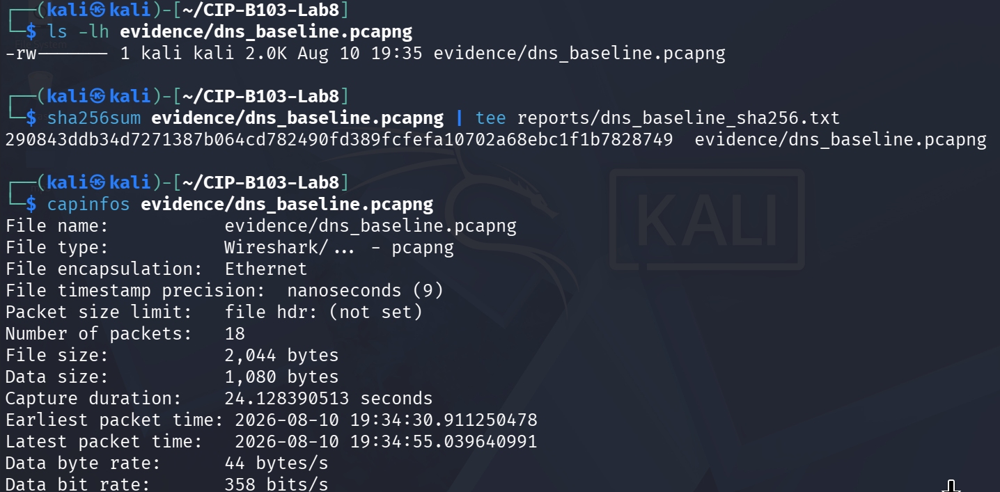 ┌──(kali㉿kali)-[~/CIP-B103-Lab8]
└─$ ls -lh evidence/dns_baseline.pcapng
-rw------- 1 kali kali 2.0K Aug 10 19:35 evidence/dns_baseline.pcapng
┌──(kali㉿kali)-[~/CIP-B103-Lab8]
└─$ sha256sum evidence/dns_baseline.pcapng | tee reports/dns_baseline_sha256.txt
290843ddb34d7271387b064cd782490fd389fcfefa10702a68ebc1f1b7828749  evidence/dns_baseline.pcapng
┌──(kali㉿kali)-[~/CIP-B103-Lab8]
└─$ capinfos evidence/dns_baseline.pcapng
File name:           evidence/dns_baseline.pcapng
File type:           Wireshark/... - pcapng
File encapsulation:  Ethernet
File timestamp precision:  nanoseconds (9)
Packet size limit:   file hdr: (not set)
Number of packets:   18
File size:           2,044 bytes
Data size:           1,080 bytes
Capture duration:    24.128390513 seconds
Earliest packet time: 2026-08-10 19:34:30.911250478
Latest packet time:   2026-08-10 19:34:55.039640991
Data byte rate:      44 bytes/s
Data bit rate:       358 bits/s
KALI
File System